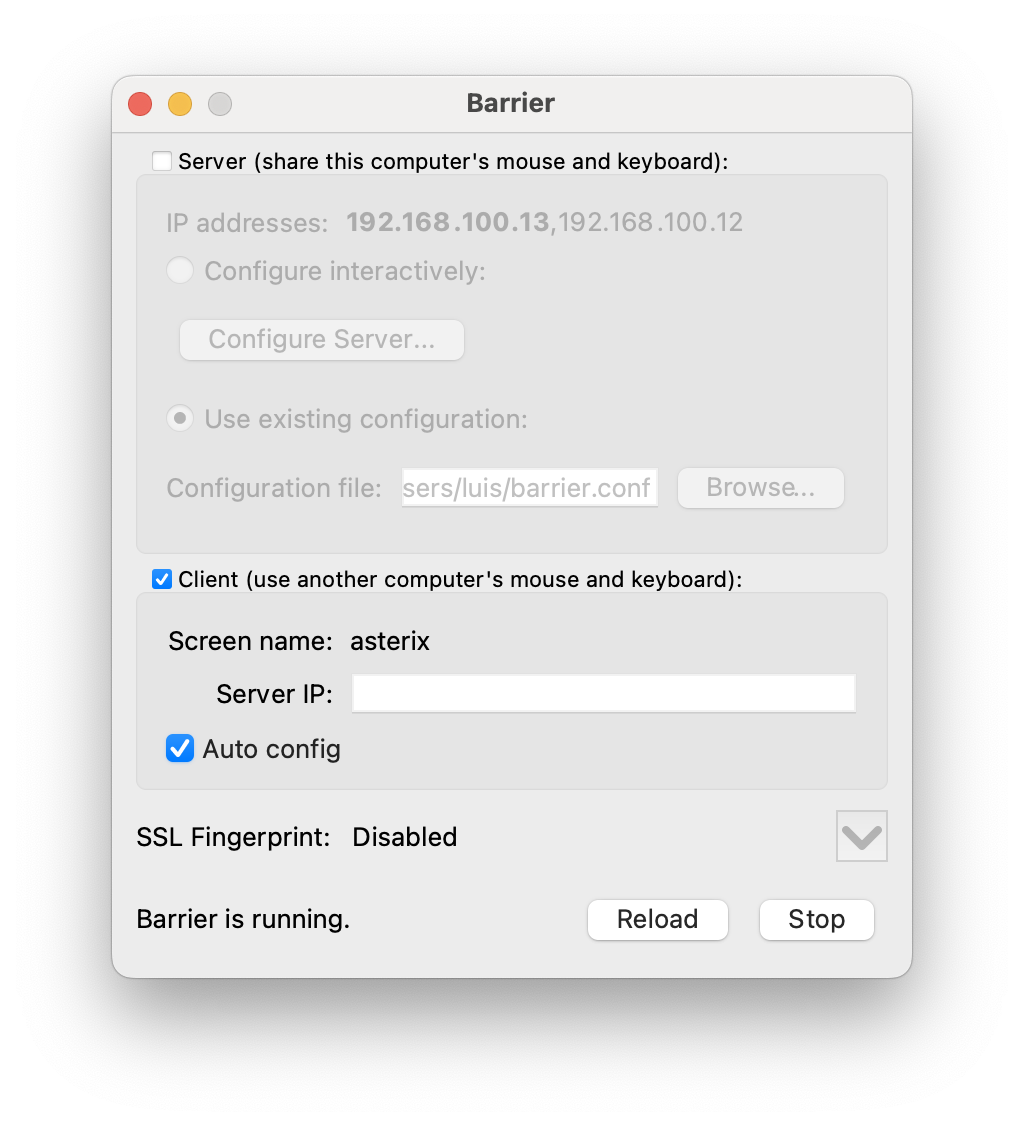 Barrier
Server (share this computer's mouse and keyboard):
IP addresses: 192.168.100.13,192.168.100.12
Configure interactively:
Configure Server...
Use existing configuration:
Configuration file: sers/luis/barrier.conf Browse...
Client (use another computer's mouse and keyboard):
Screen name: asterix
Server IP:
Auto config
SSL Fingerprint: Disabled
Barrier is running. Reload Stop